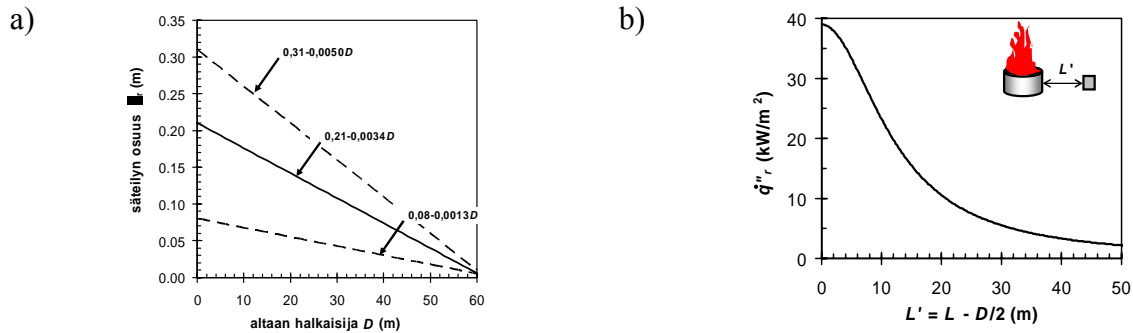 a)
0.35
0.30
0.25
0.20
0.15
0.10
0.05
0.00
säteilyn osuus r (m)
0,31-0,0050D
0,21-0,0034D
0,08-0,0013D
0 10 20 30 40 50 60
altaan halkaisija D (m)
b)
40
30
20
10
0
q̇"r (kW/m²)
L'
0 10 20 30 40 50
L' = L - D/2 (m)